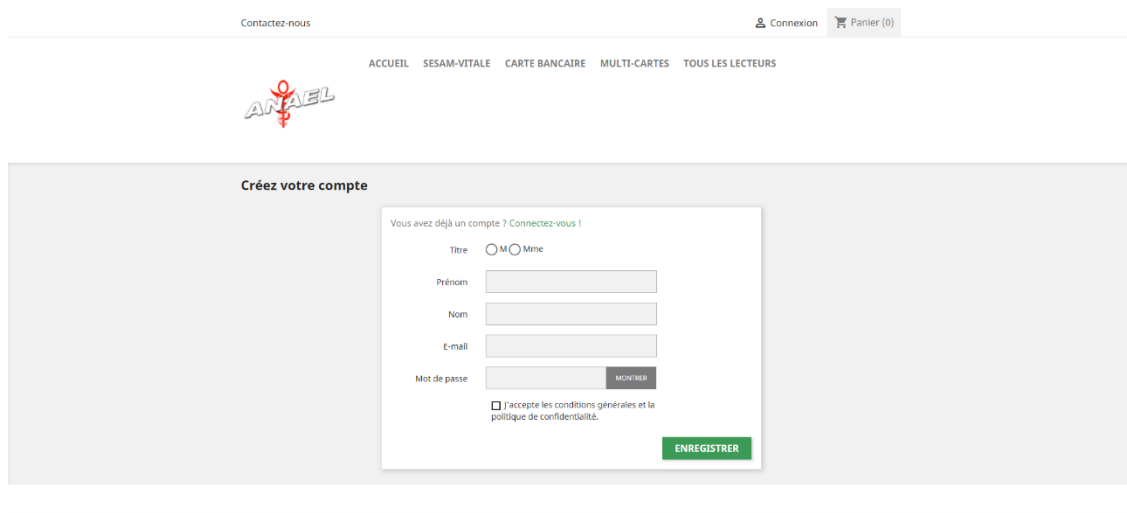 Contactez-nous
Connexion
Panier (0)
ACCUEIL SESAM-VITALE CARTE BANCAIRE MULTI-CARTES TOUS LES LECTEURS
ANAEL
Créez votre compte
Vous avez déjà un compte ? Connectez-vous !
Titre M Mme
Prénom
Nom
E-mail
Mot de passe MONTRER
J'accepte les conditions générales et la
politique de confidentialité.
ENREGISTRER